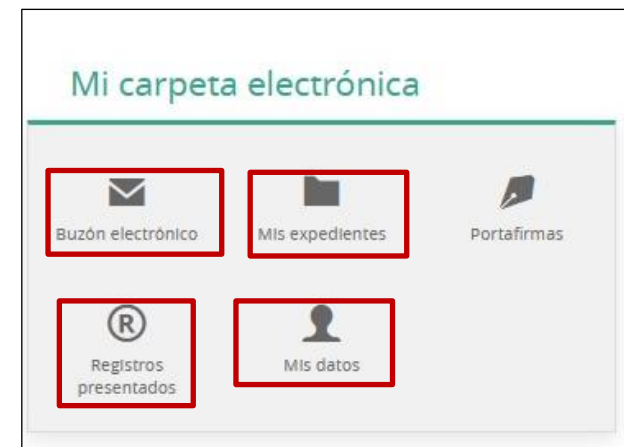 Mi carpeta electrónica
Buzón electrónico
Mis expedientes
Portafirmas
®
Registros
presentados
Mis datos